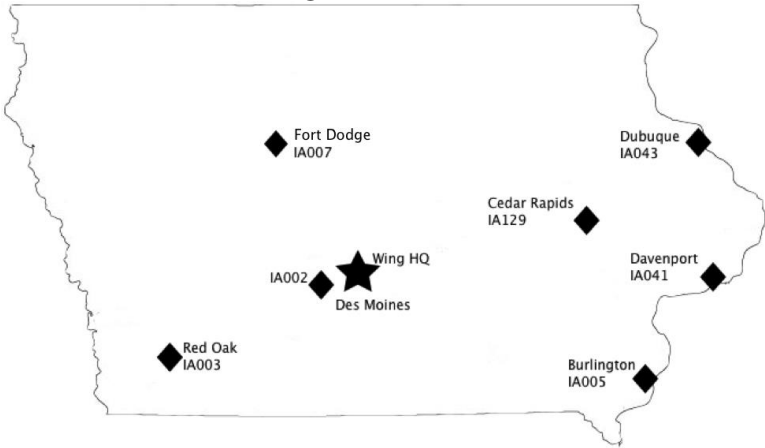 Fort Dodge
IA007
Dubuque
IA043
Cedar Rapids
IA129
Wing HQ
IA002
Des Moines
Davenport
IA041
Red Oak
IA003
Burlington
IA005